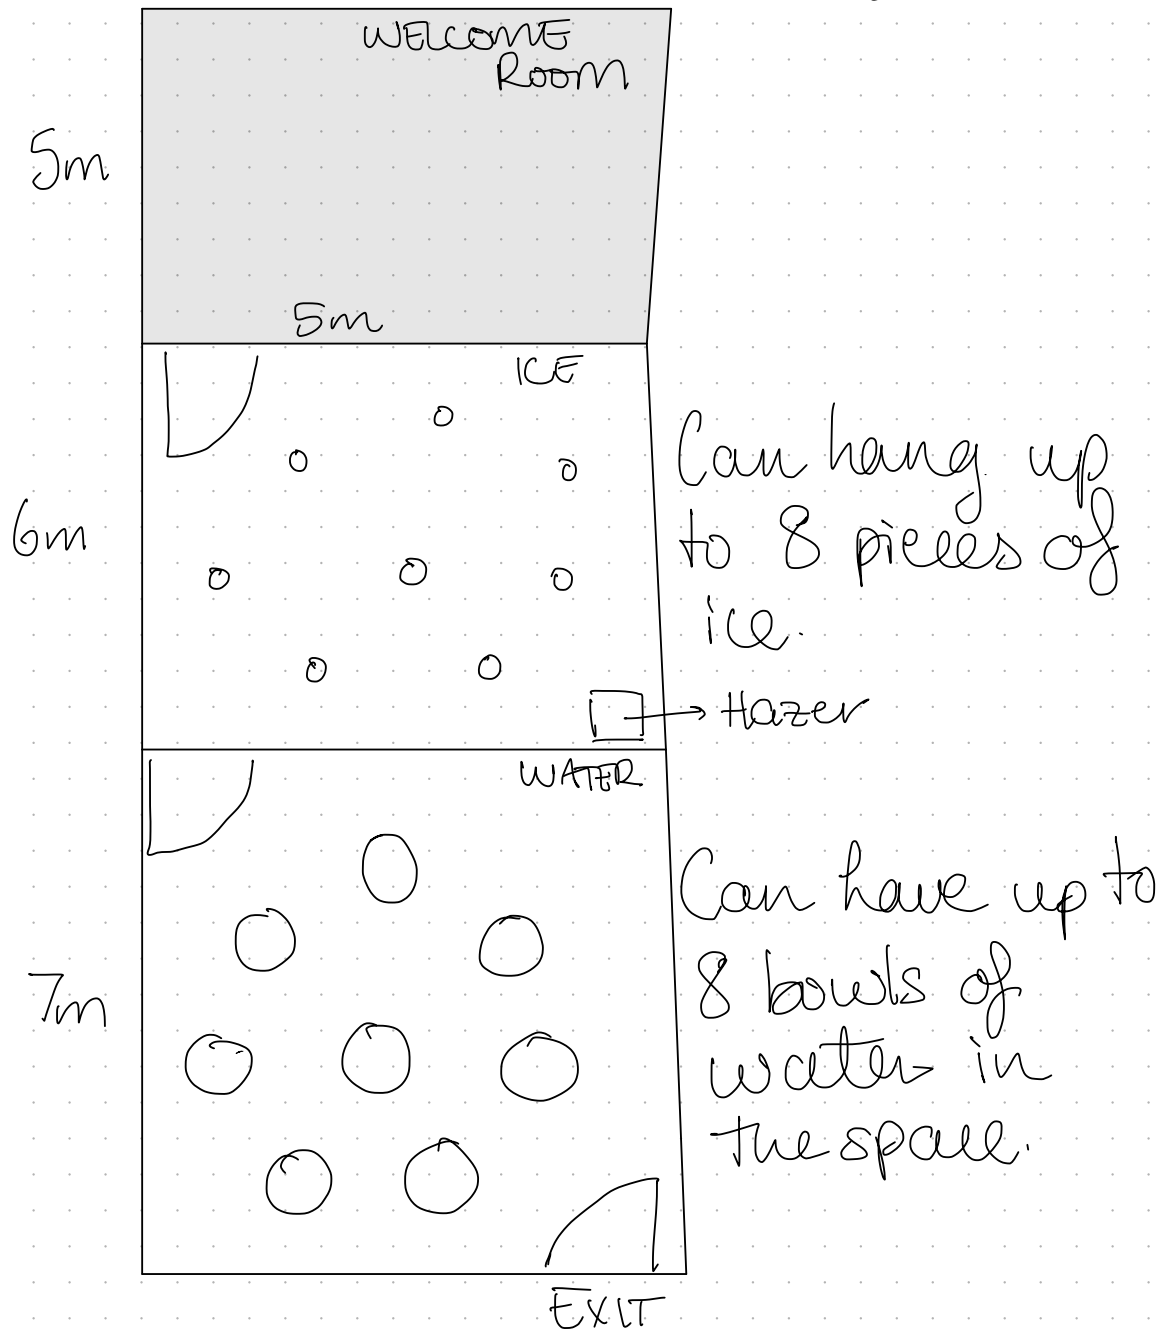 WELCOME
ROOM
5m
5m
ICE
Can hang up
to 8 pieces of
ice.
6m
Hazer
WATER
Can have up to
8 bowls of
water in
the space.
7m
EXIT